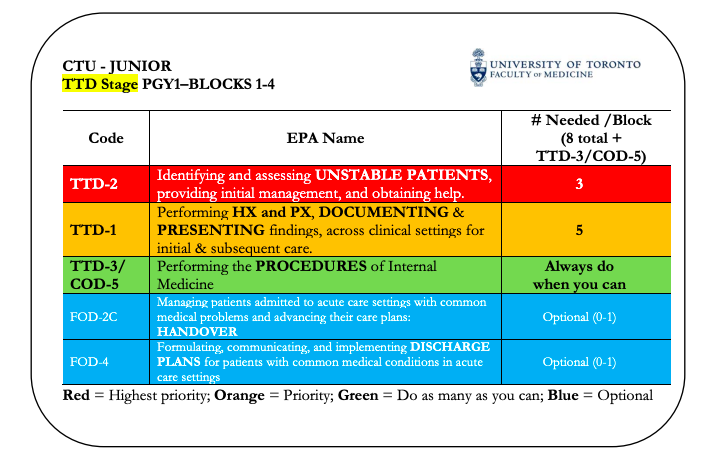 CTU - JUNIOR
TTD Stage PGY1–BLOCKS 1-4
UNIVERSITY OF TORONTO
FACULTY OF MEDICINE
Code
EPA Name
# Needed /Block
(8 total +
TTD-3/COD-5)
TTD-2
Identifying and assessing UNSTABLE PATIENTS,
providing initial management, and obtaining help.
3
TTD-1
Performing HX and PX, DOCUMENTING &
PRESENTING findings, across clinical settings for
initial & subsequent care.
5
TTD-3/
COD-5
Performing the PROCEDURES of Internal
Medicine
Always do
when you can
FOD-2C
Managing patients admitted to acute care settings with common
medical problems and advancing their care plans:
HANDOVER
Optional (0-1)
FOD-4
Formulating, communicating, and implementing DISCHARGE
PLANS for patients with common medical conditions in acute
care settings
Optional (0-1)
Red = Highest priority; Orange = Priority; Green = Do as many as you can; Blue = Optional